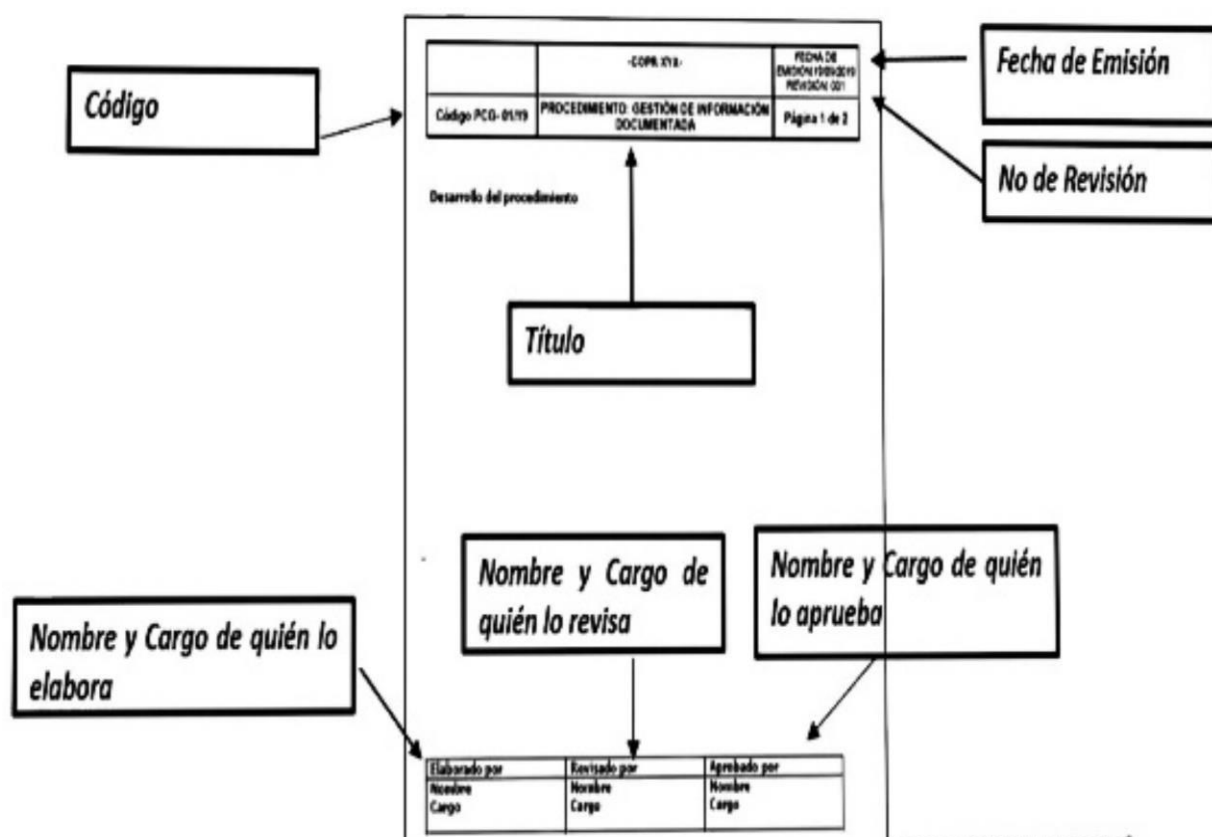 Código
-COPR XYB-
FECHA DE
EMISIÓN
REVISIÓN: 001
Fecha de Emisión
Código PCG- 01/19
PROCEDIMIENTO: GESTIÓN DE INFORMACIÓN
DOCUMENTADA
Página 1 de 2
No de Revisión
Desarrollo del procedimiento
Título
Nombre y Cargo de
quién lo revisa
Nombre y Cargo de quién
lo aprueba
Nombre y Cargo de quién lo
elabora
Elaborado por
Revisado por
Aprobado por
Nombre
Nombre
Nombre
Cargo
Cargo
Cargo